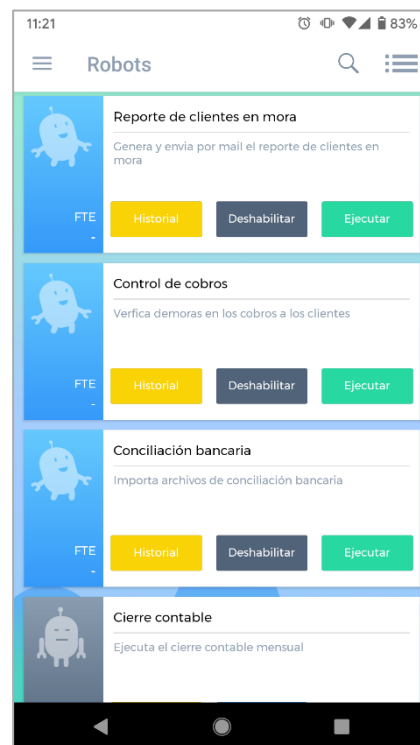 11:21
83%
Robots
Reporte de clientes en mora
Genera y envia por mail el reporte de clientes en
mora
FTE
-
Historial
Deshabilitar
Ejecutar
Control de cobros
Verfica demoras en los cobros a los clientes
FTE
-
Historial
Deshabilitar
Ejecutar
Conciliación bancaria
Importa archivos de conciliación bancaria
FTE
-
Historial
Deshabilitar
Ejecutar
Cierre contable
Ejecuta el cierre contable mensual